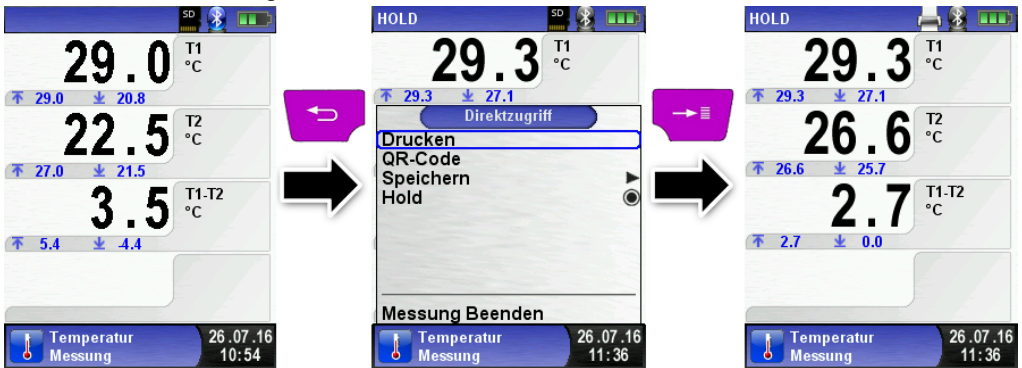 SD
29.0 T1
°C
29.0 20.8
22.5 T2
°C
27.0 21.5
3.5 T1-T2
°C
5.4 -4.4
Temperatur
Messung
26.07.16
10:54
HOLD SD
29.3 T1
°C
29.3 27.1
Direktzugriff
Drucken
QR-Code
Speichern
Hold
Messung Beenden
Temperatur
Messung
26.07.16
11:36
HOLD
29.3 T1
°C
29.3 27.1
26.6 T2
°C
26.6 25.7
2.7 T1-T2
°C
2.7 0.0
Temperatur
Messung
26.07.16
11:36